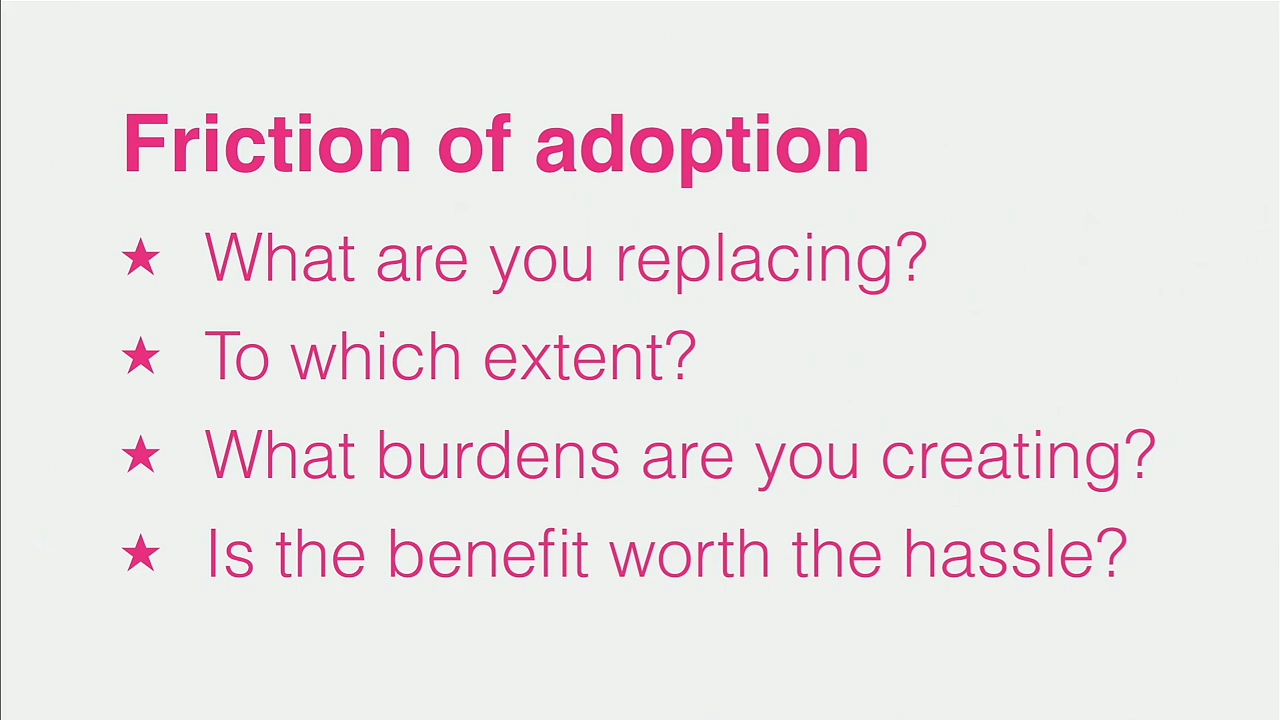 Friction of adoption
★ What are you replacing?
★ To which extent?
★ What burdens are you creating?
★ Is the benefit worth the hassle?